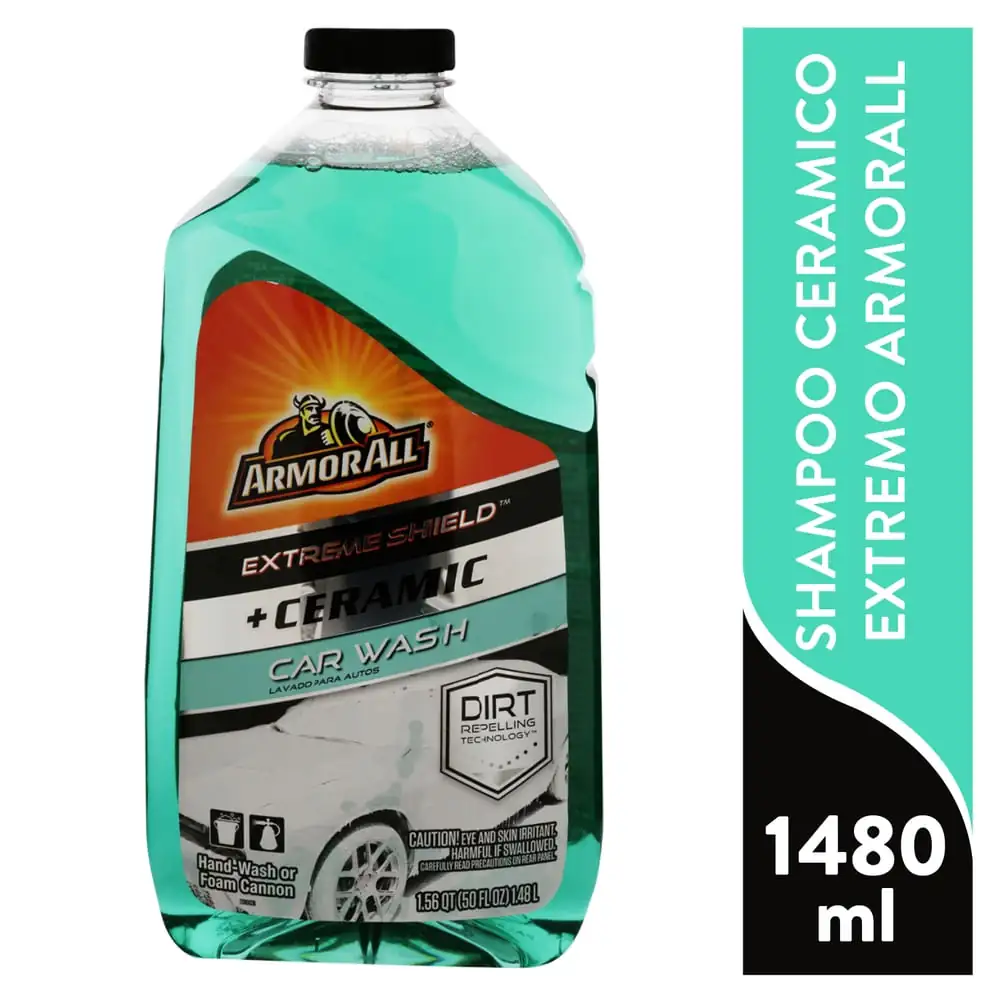 ARMORALL®
EXTREME SHIELD™
+CERAMIC
CAR WASH
LAVADO PARA AUTOS
DIRT
REPELLING
TECHNOLOGY™
Hand-Wash or
Foam Cannon
CAUTION! EYE AND SKIN IRRITANT.
HARMFUL IF SWALLOWED.
CAREFULLY READ PRECAUTIONS ON REAR PANEL.
1.56 QT (50 FL OZ) 1.48 L
SHAMPOO CERAMICO
EXTREMO ARMORALL
1480
ml